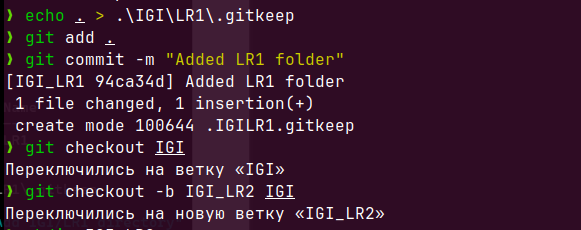 ❯ echo . > .\IGI\LR1\.gitkeep
❯ git add .
❯ git commit -m "Added LR1 folder"
[IGI_LR1 94ca34d] Added LR1 folder
 1 file changed, 1 insertion(+)
 create mode 100644 .IGILR1.gitkeep
❯ git checkout IGI
Переключились на ветку «IGI»
❯ git checkout -b IGI_LR2 IGI
Переключились на новую ветку «IGI_LR2»